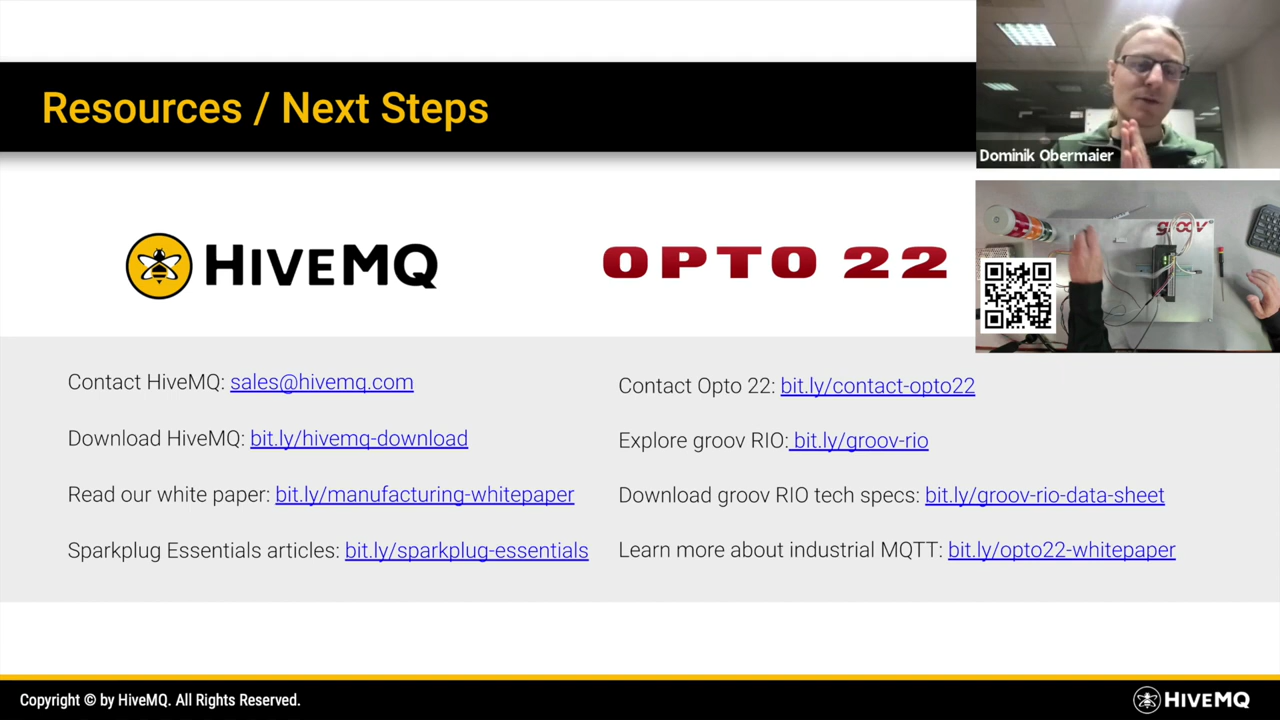 Resources / Next Steps
Dominik Obermaier
HIVEMQ
OPTO 22
groov
Contact HiveMQ: sales@hivemq.com
Download HiveMQ: bit.ly/hivemq-download
Read our white paper: bit.ly/manufacturing-whitepaper
Sparkplug Essentials articles: bit.ly/sparkplug-essentials
Contact Opto 22: bit.ly/contact-opto22
Explore groov RIO: bit.ly/groov-rio
Download groov RIO tech specs: bit.ly/groov-rio-data-sheet
Learn more about industrial MQTT: bit.ly/opto22-whitepaper
Copyright © by HiveMQ. All Rights Reserved.
HIVEMQ